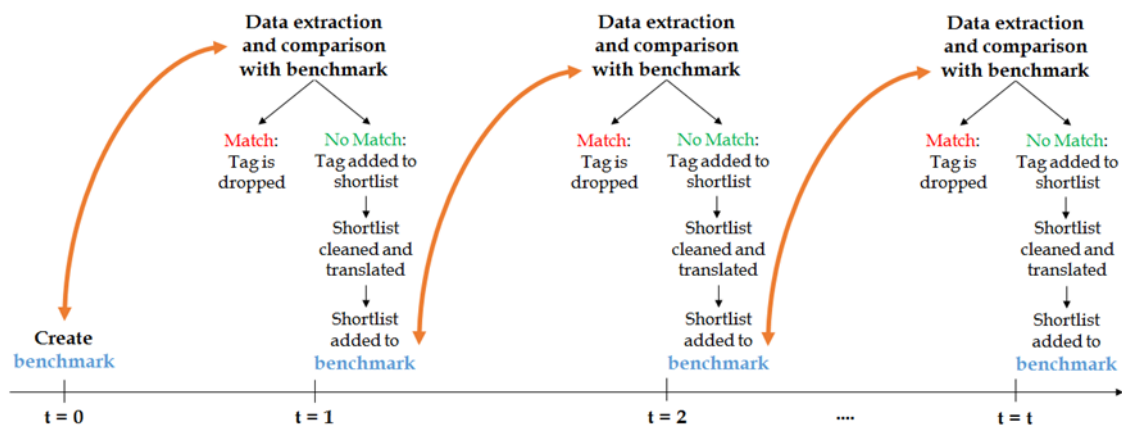 Data extraction
and comparison
with benchmark
Match:
Tag is
dropped
No Match:
Tag added to
shortlist
Shortlist
cleaned and
translated
Shortlist
added to
benchmark
Data extraction
and comparison
with benchmark
Match:
Tag is
dropped
No Match:
Tag added to
shortlist
Shortlist
cleaned and
translated
Shortlist
added to
benchmark
Data extraction
and comparison
with benchmark
Match:
Tag is
dropped
No Match:
Tag added to
shortlist
Shortlist
cleaned and
translated
Shortlist
added to
benchmark
Create
benchmark
t = 0
t = 1
t = 2
....
t = t